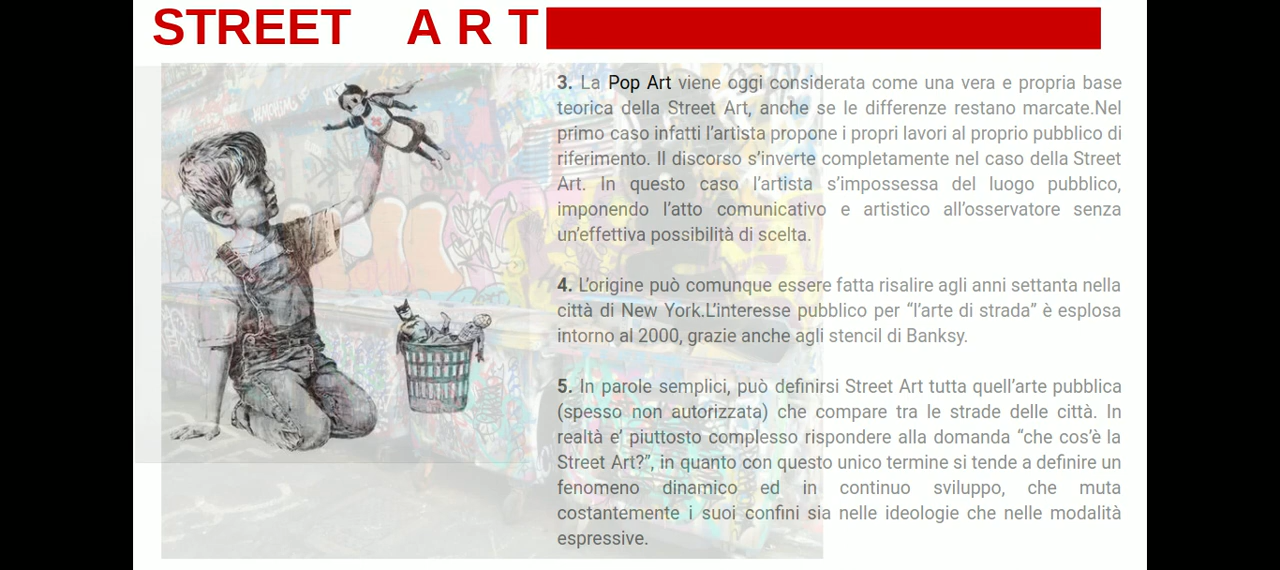 STREET ART
3. La Pop Art viene oggi considerata come una vera e propria base
teorica della Street Art, anche se le differenze restano marcate.Nel
primo caso infatti l’artista propone i propri lavori al proprio pubblico di
riferimento. Il discorso s’inverte completamente nel caso della Street
Art. In questo caso l’artista s’impossessa del luogo pubblico,
imponendo l’atto comunicativo e artistico all’osservatore senza
un’effettiva possibilità di scelta.
4. L’origine può comunque essere fatta risalire agli anni settanta nella
città di New York.L’interesse pubblico per “l’arte di strada” è esplosa
intorno al 2000, grazie anche agli stencil di Banksy.
5. In parole semplici, può definirsi Street Art tutta quell’arte pubblica
(spesso non autorizzata) che compare tra le strade delle città. In
realtà e’ piuttosto complesso rispondere alla domanda “che cos’è la
Street Art?”, in quanto con questo unico termine si tende a definire un
fenomeno dinamico ed in continuo sviluppo, che muta
costantemente i suoi confini sia nelle ideologie che nelle modalità
espressive.